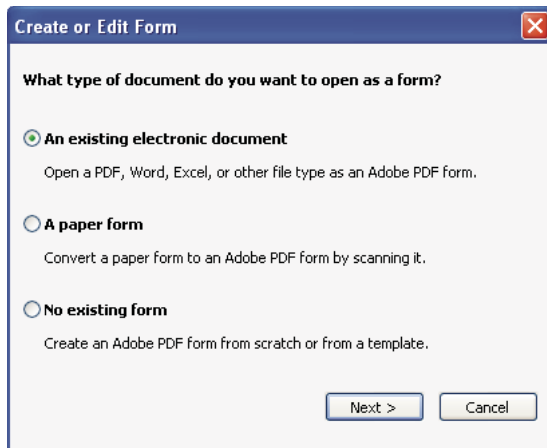 Create or Edit Form
What type of document do you want to open as a form?
An existing electronic document
Open a PDF, Word, Excel, or other file type as an Adobe PDF form.
A paper form
Convert a paper form to an Adobe PDF form by scanning it.
No existing form
Create an Adobe PDF form from scratch or from a template.
Next > Cancel